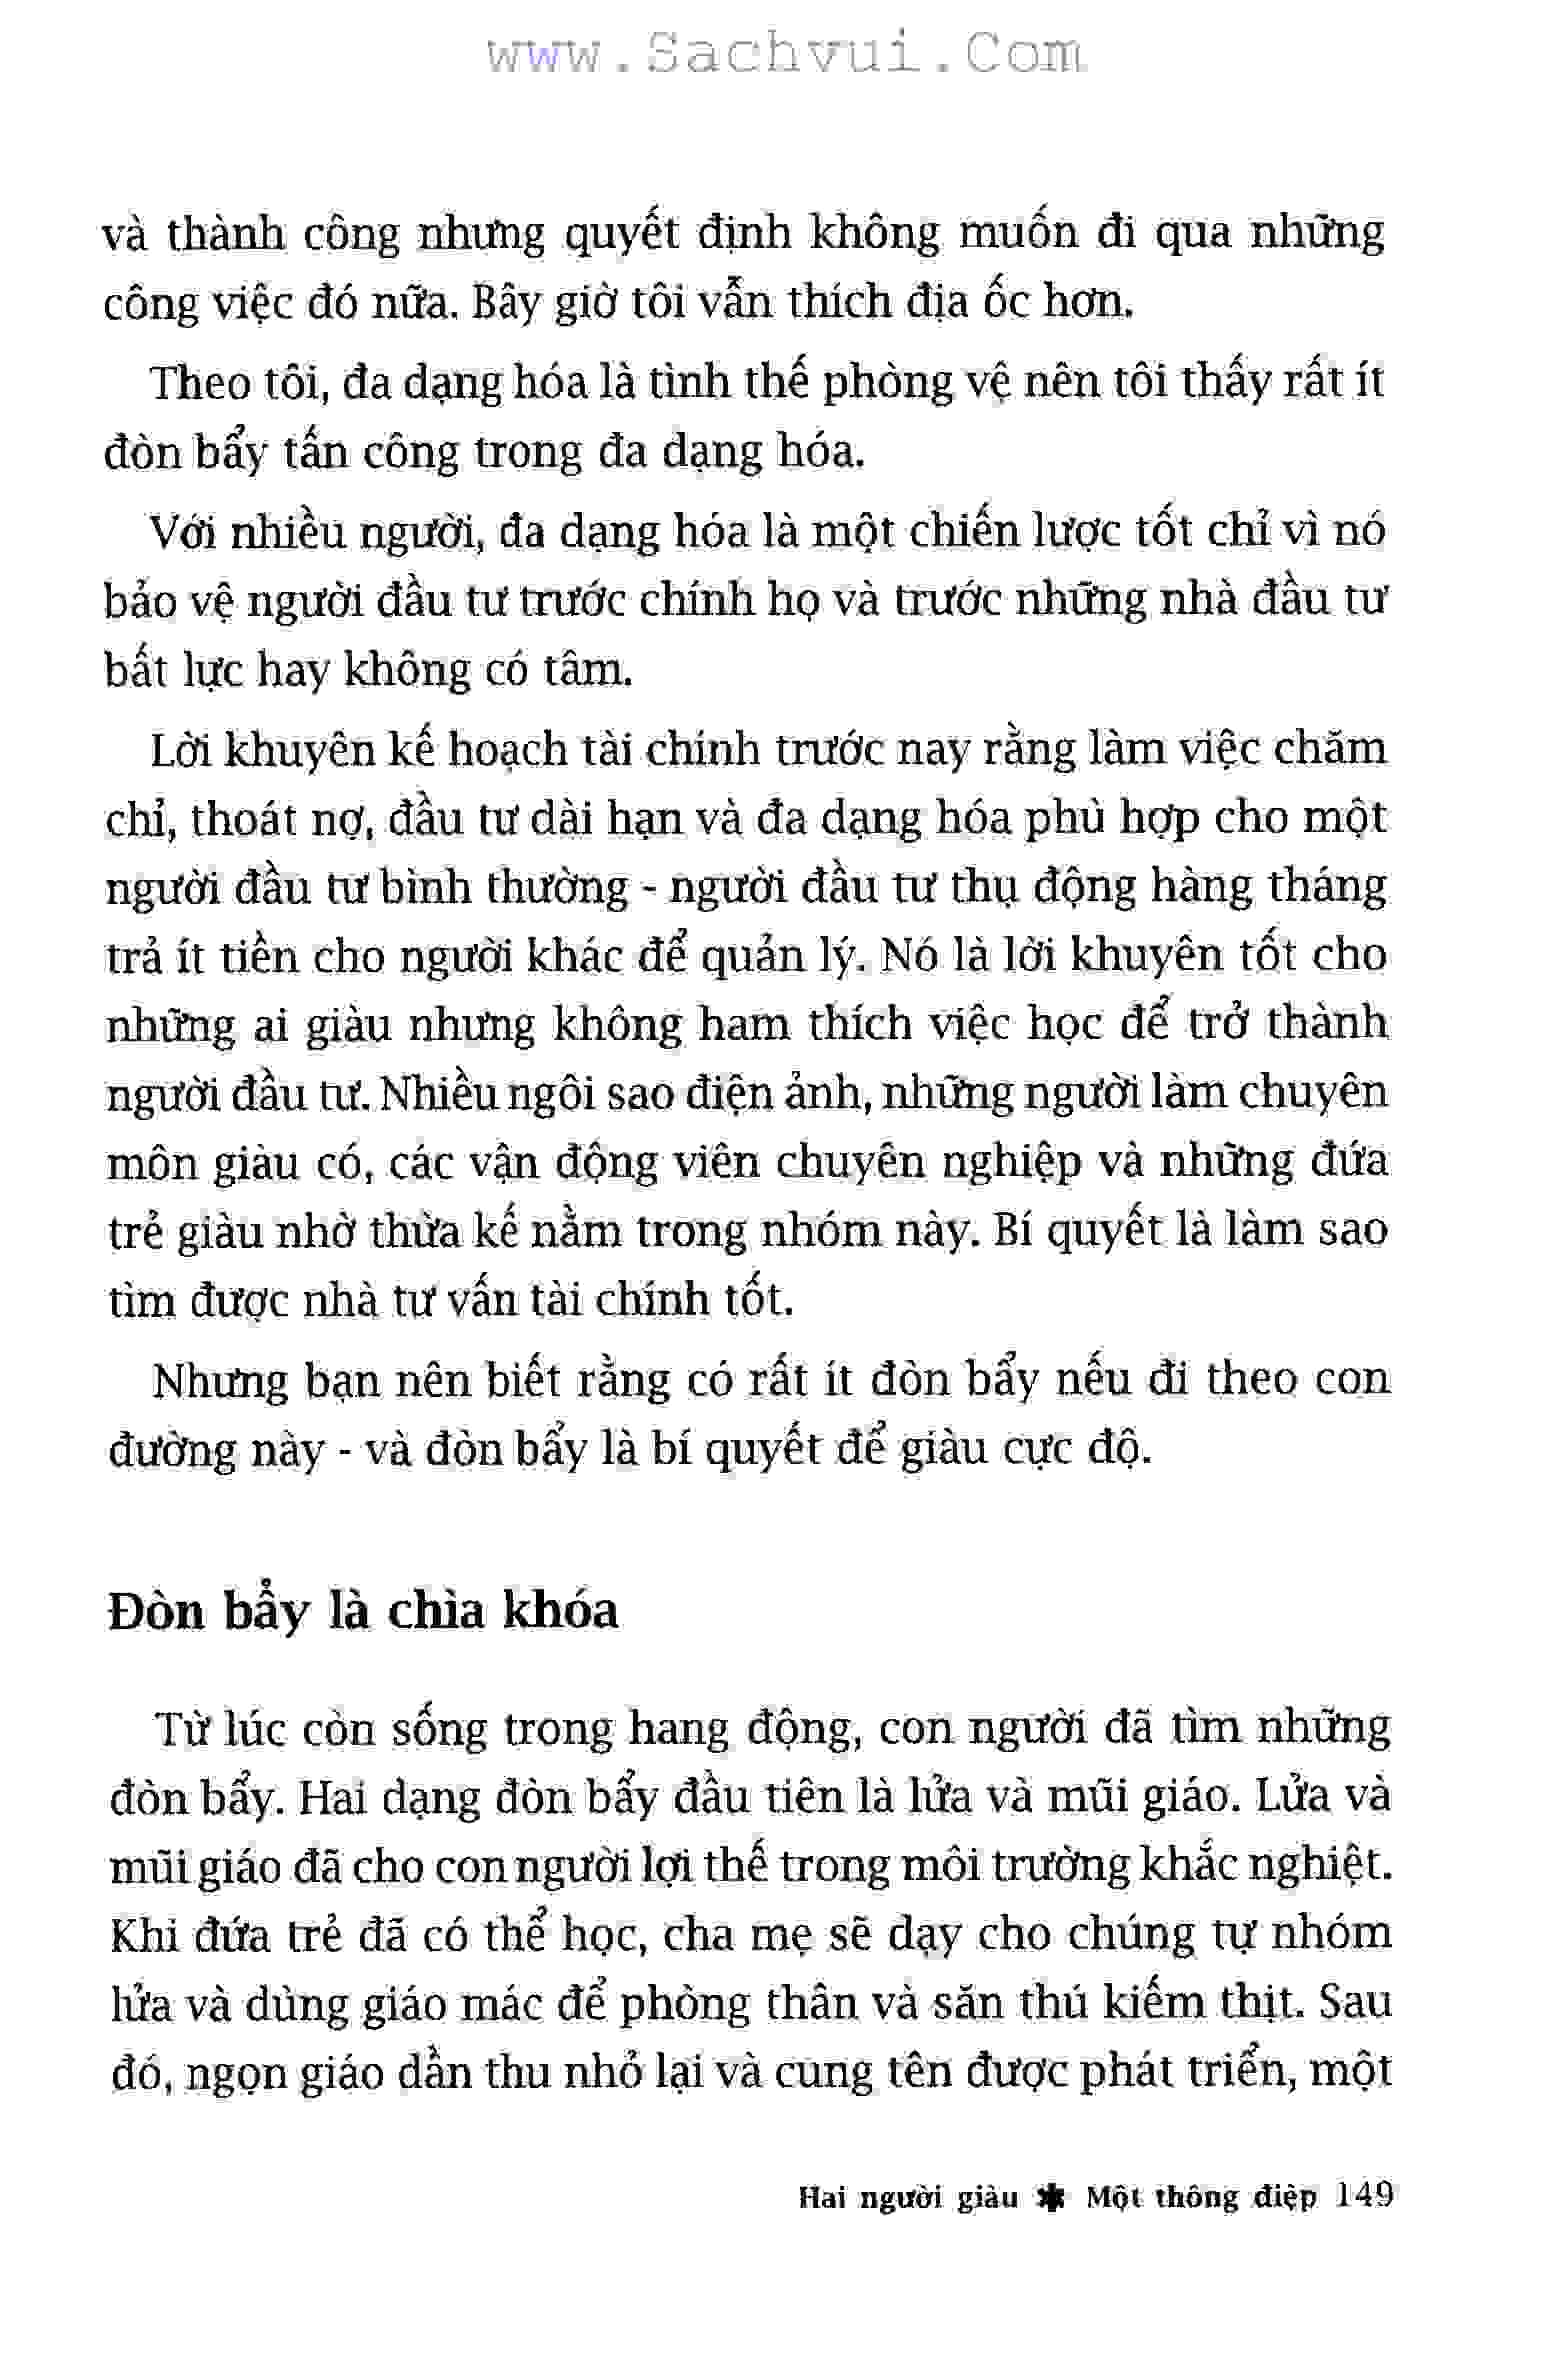 www.Sachvui.Com
và thành công nhưng quyết định không muốn đi qua những
công việc đó nữa. Bây giờ tôi vẫn thích địa ốc hơn.
Theo tôi, đa dạng hóa là tình thế phòng vệ nên tôi thấy rất ít
đòn bẩy tấn công trong đa dạng hóa.
Với nhiều người, đa dạng hóa là một chiến lược tốt chỉ vì nó
bảo vệ người đầu tư trước chính họ và trước những nhà đầu tư
bất lực hay không có tâm.
Lời khuyên kế hoạch tài chính trước nay rằng làm việc chăm
chỉ, thoát nợ, đầu tư dài hạn và đa dạng hóa phù hợp cho một
người đầu tư bình thường - người đầu tư thụ động hàng tháng
trả ít tiền cho người khác để quản lý. Nó là lời khuyên tốt cho
những ai giàu nhưng không ham thích việc học để trở thành
người đầu tư. Nhiều ngôi sao điện ảnh, những người làm chuyên
môn giàu có, các vận động viên chuyên nghiệp và những đứa
trẻ giàu nhờ thừa kế nằm trong nhóm này. Bí quyết là làm sao
tìm được nhà tư vấn tài chính tốt.
Nhưng bạn nên biết rằng có rất ít đòn bẩy nếu đi theo con
đường này - và đòn bẩy là bí quyết để giàu cực độ.
Đòn bẩy là chìa khóa
Từ lúc còn sống trong hang động, con người đã tìm những
đòn bẩy. Hai dạng đòn bẩy đầu tiên là lửa và mũi giáo. Lửa và
mũi giáo đã cho con người lợi thế trong môi trường khắc nghiệt.
Khi đứa trẻ đã có thể học, cha mẹ sẽ dạy cho chúng tự nhóm
lửa và dùng giáo mác để phòng thân và săn thú kiếm thịt. Sau
đó, ngọn giáo dần thu nhỏ lại và cung tên được phát triển, một
Hai người giàu ✱ Một thông điệp 149